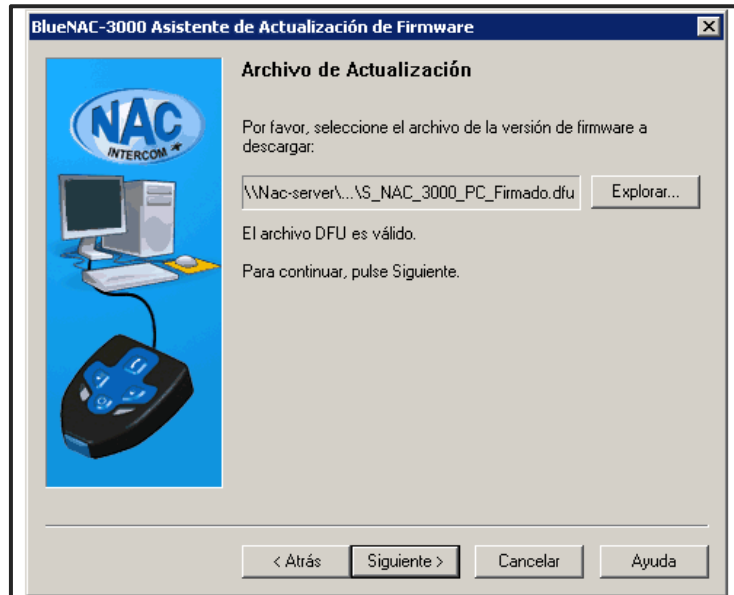 BlueNAC-3000 Asistente de Actualización de Firmware
NAC
INTERCOM
Archivo de Actualización
Por favor, seleccione el archivo de la versión de firmware a
descargar:
\\Nac-server\...\S_NAC_3000_PC_Firmado.dfu
Explorar...
El archivo DFU es válido.
Para continuar, pulse Siguiente.
< Atrás
Siguiente >
Cancelar
Ayuda